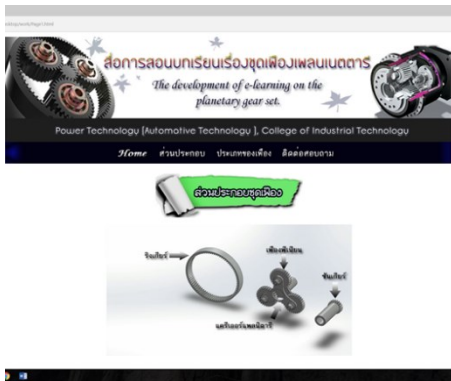 สื่อการสอนบทเรียนเรื่องชุดเฟืองเพลนเนตตารี่
The development of e-learning on the
planetary gear set.
Power Technology (Automative Technology ), College of Industrial Technology
Home ส่วนประกอบ ประเภทของเฟือง ติดต่อสอบถาม
ส่วนประกอบชุดเฟือง
ริงเกียร์
เฟืองพิเนียน
ซันเกียร์
แคริเออร์แพลนิตารี